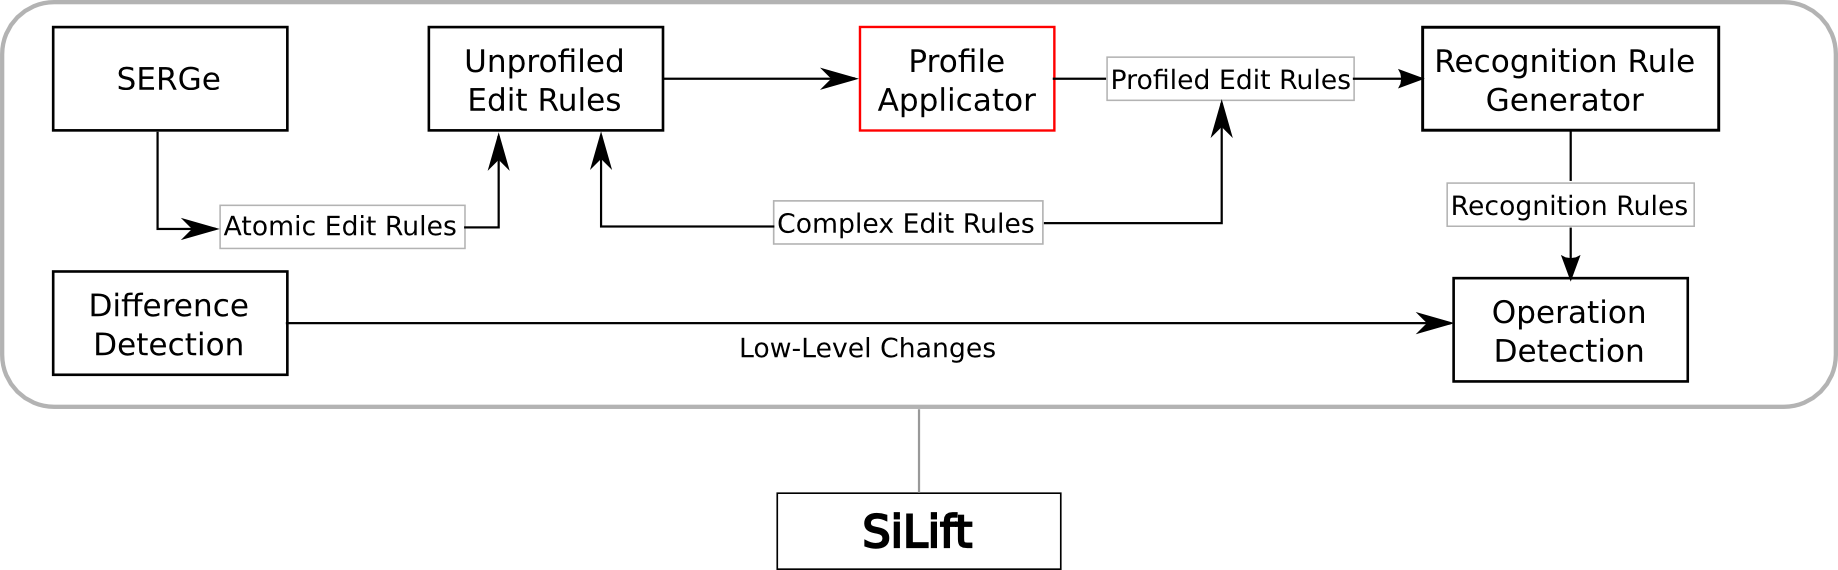 SERGe
Unprofiled
Edit Rules
Profile
Applicator
Profiled Edit Rules
Recognition Rule
Generator
Atomic Edit Rules
Complex Edit Rules
Recognition Rules
Difference
Detection
Low-Level Changes
Operation
Detection
SiLift